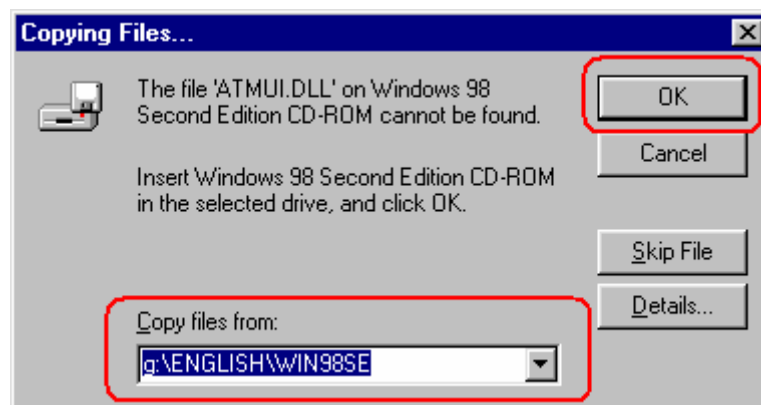 Copying Files...
The file 'ATMUI.DLL' on Windows 98
Second Edition CD-ROM cannot be found.
Insert Windows 98 Second Edition CD-ROM
in the selected drive, and click OK.
OK
Cancel
Skip File
Details...
Copy files from:
g:\ENGLISH\WIN98SE